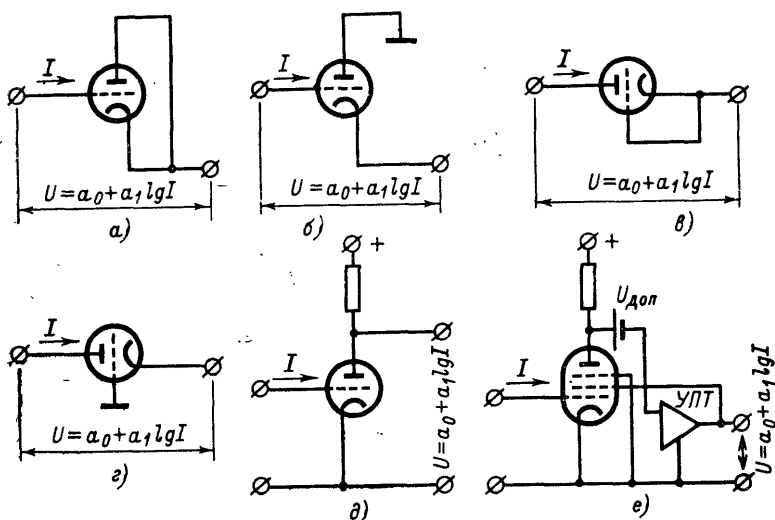 I
U=a₀+a₁lgI
а)
I
U=a₀+a₁lgI
б)
I
U=a₀+a₁lgI
в)
I
U=a₀+a₁lgI
г)
+
I
U=a₀+a₁lgI
д)
+
Uдоп
I
УПТ
U=a₀+a₁lgI
е)